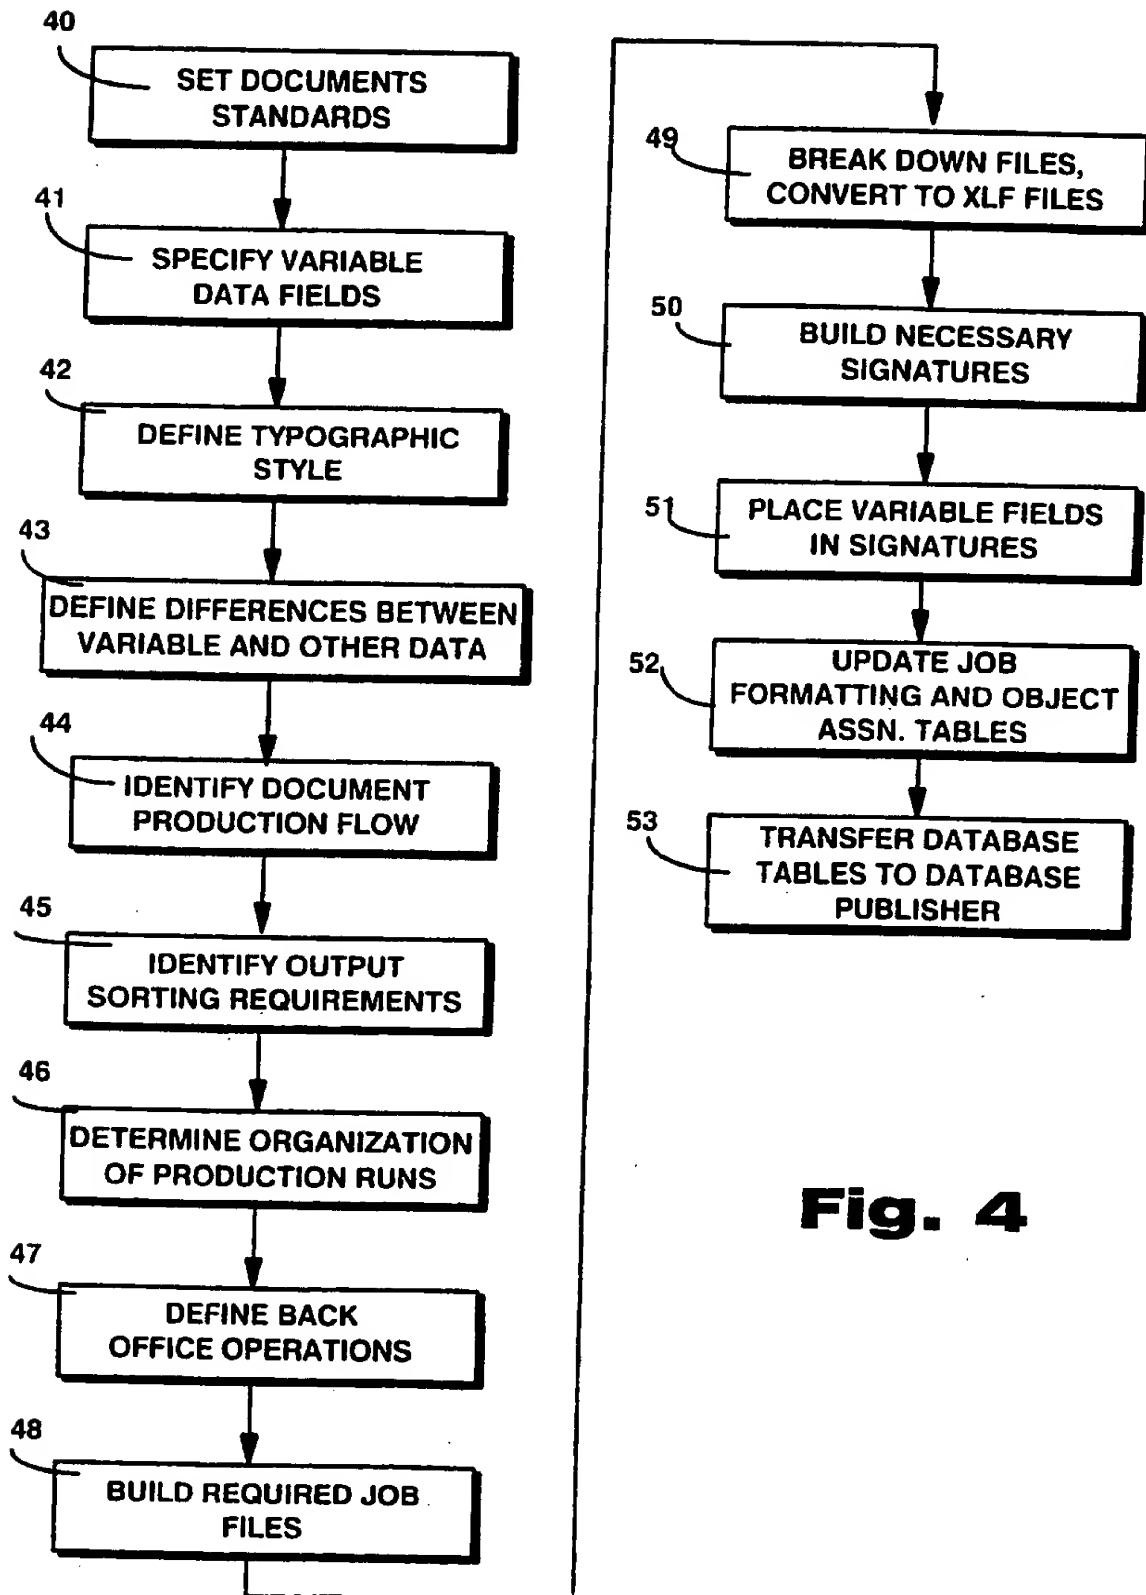 40
SET DOCUMENTS
STANDARDS
41
SPECIFY VARIABLE
DATA FIELDS
42
DEFINE TYPOGRAPHIC
STYLE
43
DEFINE DIFFERENCES BETWEEN
VARIABLE AND OTHER DATA
44
IDENTIFY DOCUMENT
PRODUCTION FLOW
45
IDENTIFY OUTPUT
SORTING REQUIREMENTS
46
DETERMINE ORGANIZATION
OF PRODUCTION RUNS
47
DEFINE BACK
OFFICE OPERATIONS
48
BUILD REQUIRED JOB
FILES
49
BREAK DOWN FILES,
CONVERT TO XLF FILES
50
BUILD NECESSARY
SIGNATURES
51
PLACE VARIABLE FIELDS
IN SIGNATURES
52
UPDATE JOB
FORMATTING AND OBJECT
ASSN. TABLES
53
TRANSFER DATABASE
TABLES TO DATABASE
PUBLISHER
Fig. 4